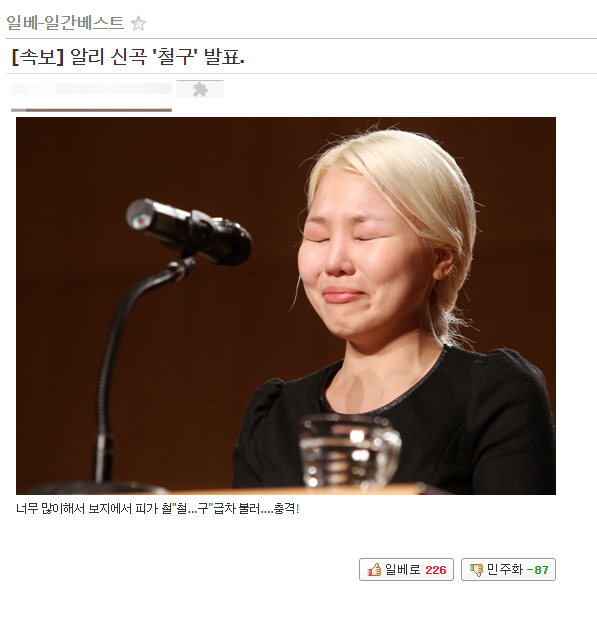 일베-일간베스트
[속보] 알리 신곡 '철구' 발표.
너무 많이해서 보지에서 피가 철"철...구"급차 불러....충격!
일베로 226
민주화 -87